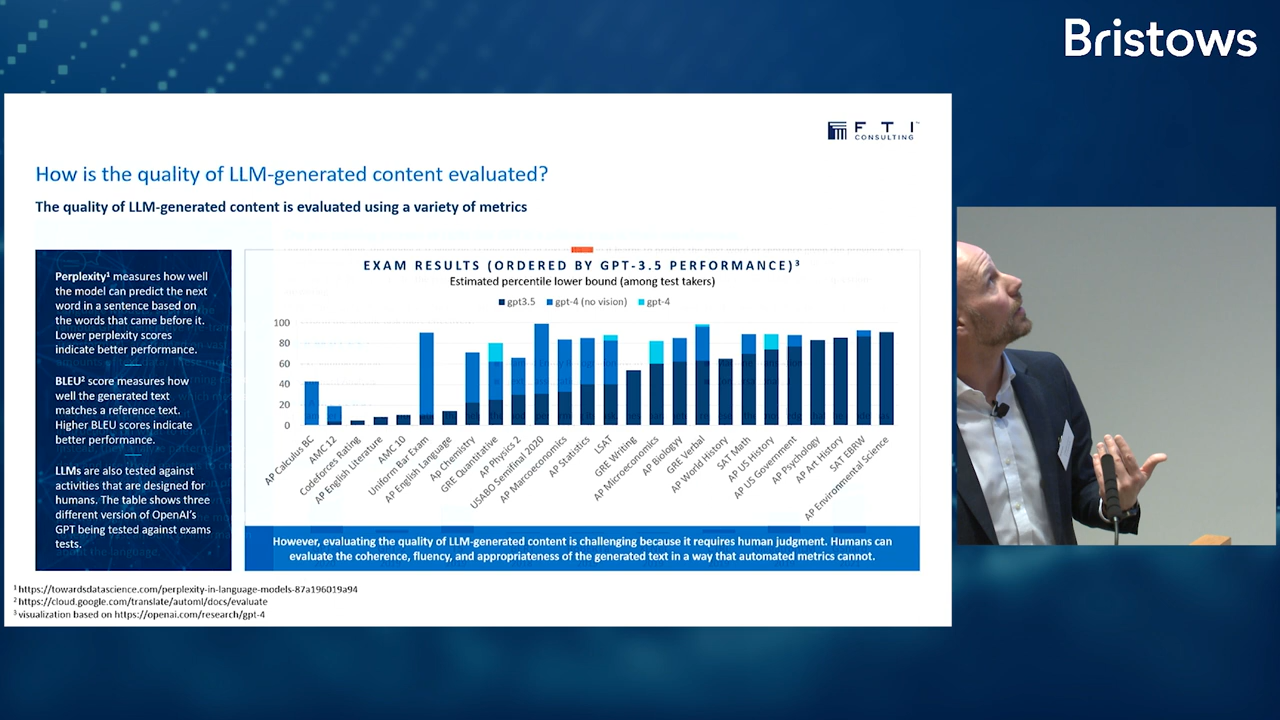 Bristows
FTI™
CONSULTING
How is the quality of LLM-generated content evaluated?
The quality of LLM-generated content is evaluated using a variety of metrics
Perplexity¹ measures how well
the model can predict the next
word in a sentence based on
the words that came before it.
Lower perplexity scores
indicate better performance.
BLEU² score measures how
well the generated text
matches a reference text.
Higher BLEU scores indicate
better performance.
LLMs are also tested against
activities that are designed for
humans. The table shows three
different version of OpenAI's
GPT being tested against exams
tests.
EXAM RESULTS (ORDERED BY GPT-3.5 PERFORMANCE)³
Estimated percentile lower bound (among test takers)
gpt3.5 gpt-4 (no vision) gpt-4
100
80
60
40
20
0
AP Calculus BC
AMC 12
Codeforces Rating
AP English Literature
AMC 10
Uniform Bar Exam
AP English Language
Ap Chemistry
GRE Quantitative
AP Physics 2
USABO Semifinal 2020
AP Marcoeconomics
AP Statistics
LSAT
GRE Writing
AP Microeconomics
AP Biologyy
GRE Verbal
AP World History
SAT Math
AP US History
AP US Government
AP Psychology
AP Art History
SAT EBRW
AP Environmental Science
However, evaluating the quality of LLM-generated content is challenging because it requires human judgment. Humans can
evaluate the coherence, fluency, and appropriateness of the generated text in a way that automated metrics cannot.
¹ https://towardsdatascience.com/perplexity-in-language-models-87a196019a94
² https://cloud.google.com/translate/automl/docs/evaluate
³ visualization based on https://openai.com/research/gpt-4